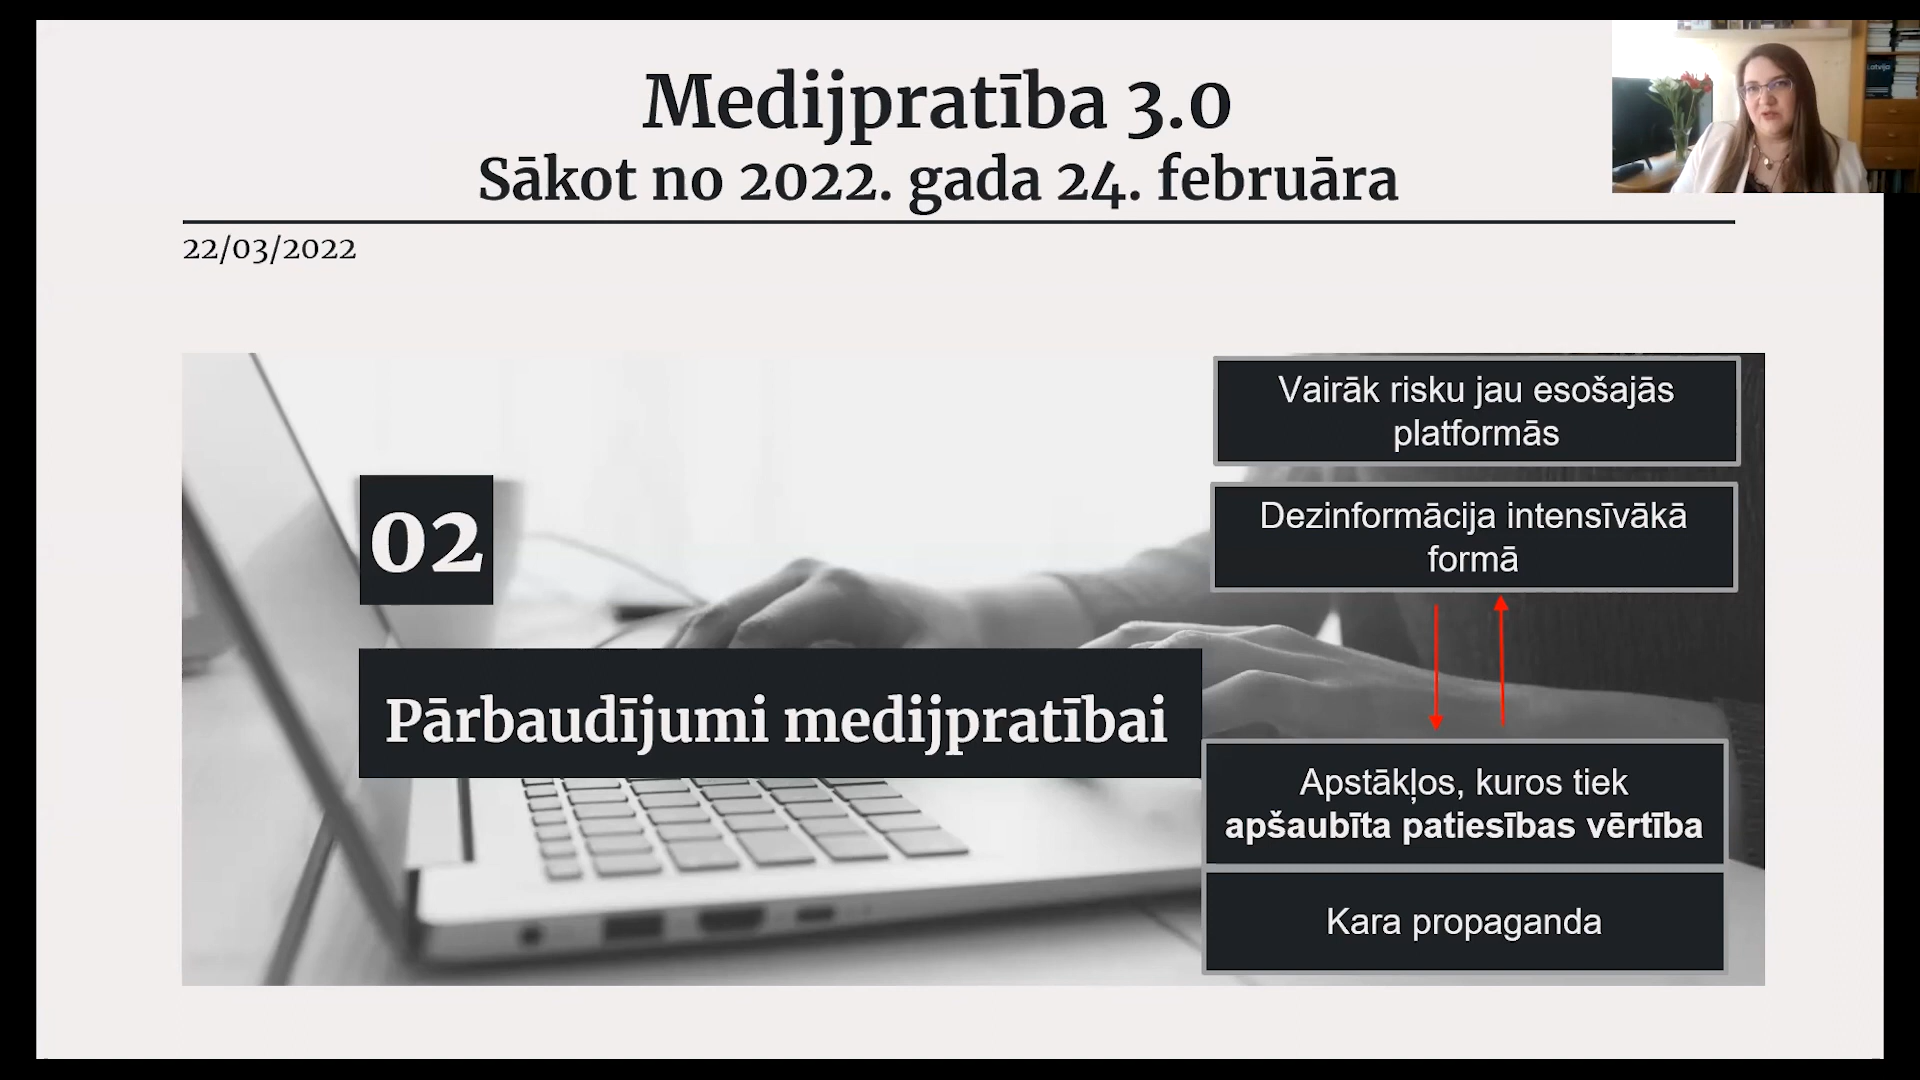 Medijpratība 3.0
Sākot no 2022. gada 24. februāra
22/03/2022
Latvija
Vairāk risku jau esošajās
platformās
Dezinformācija intensīvākā
formā
02
Pārbaudījumi medijpratībai
Apstākļos, kuros tiek
apšaubīta patiesības vērtība
Kara propaganda